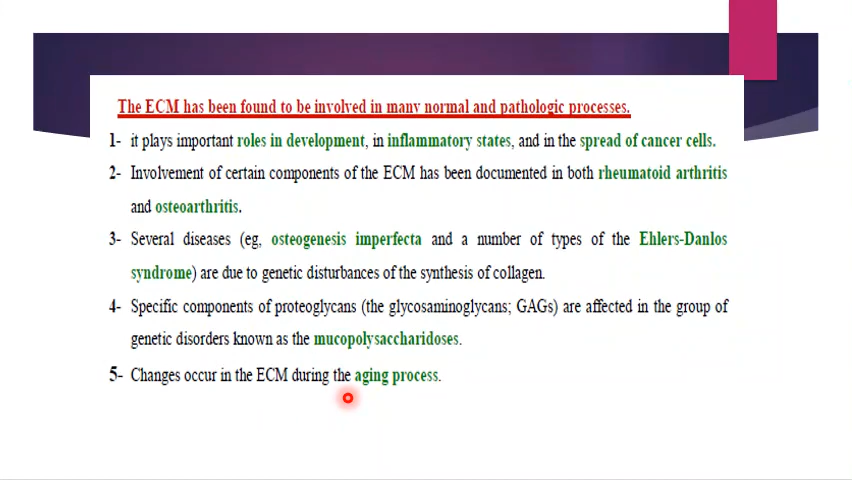 The ECM has been found to be involved in many normal and pathologic processes.
1- it plays important roles in development, in inflammatory states, and in the spread of cancer cells.
2- Involvement of certain components of the ECM has been documented in both rheumatoid arthritis
and osteoarthritis.
3- Several diseases (eg, osteogenesis imperfecta and a number of types of the Ehlers-Danlos
syndrome) are due to genetic disturbances of the synthesis of collagen.
4- Specific components of proteoglycans (the glycosaminoglycans; GAGs) are affected in the group of
genetic disorders known as the mucopolysaccharidoses.
5- Changes occur in the ECM during the aging process.